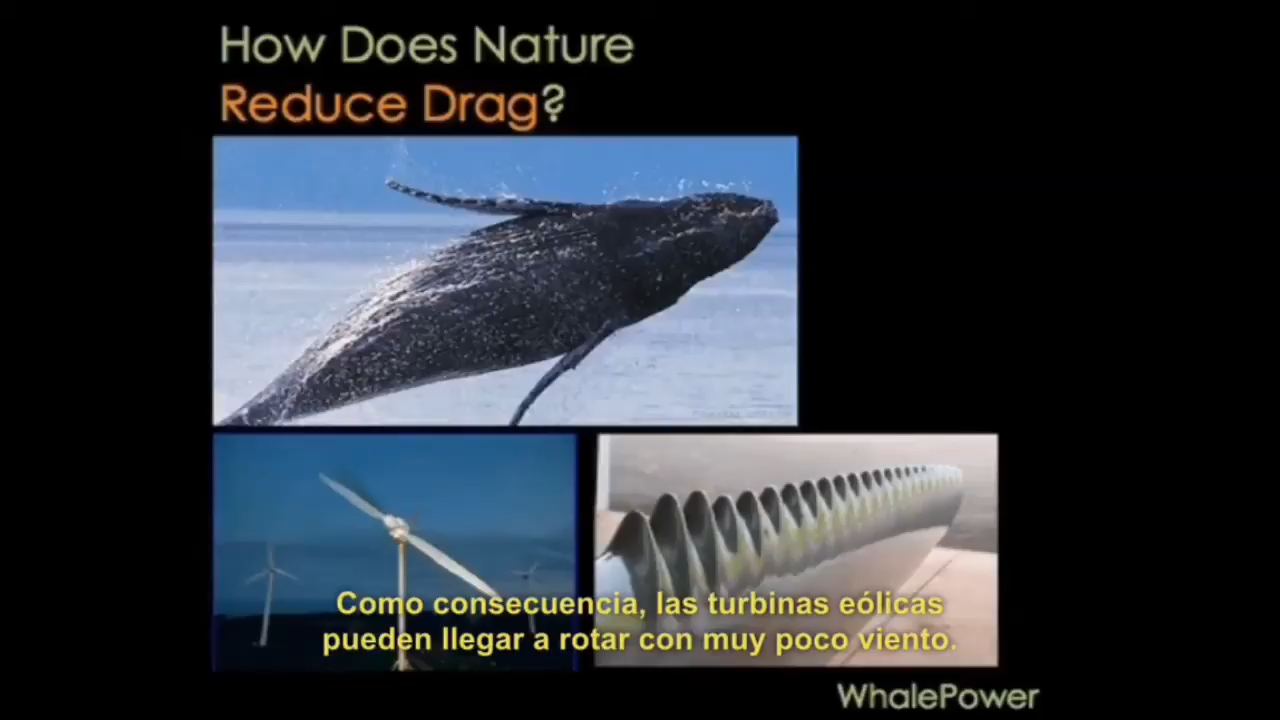 How Does Nature
Reduce Drag?
Como consecuencia, las turbinas eólicas
pueden llegar a rotar con muy poco viento.
WhalePower